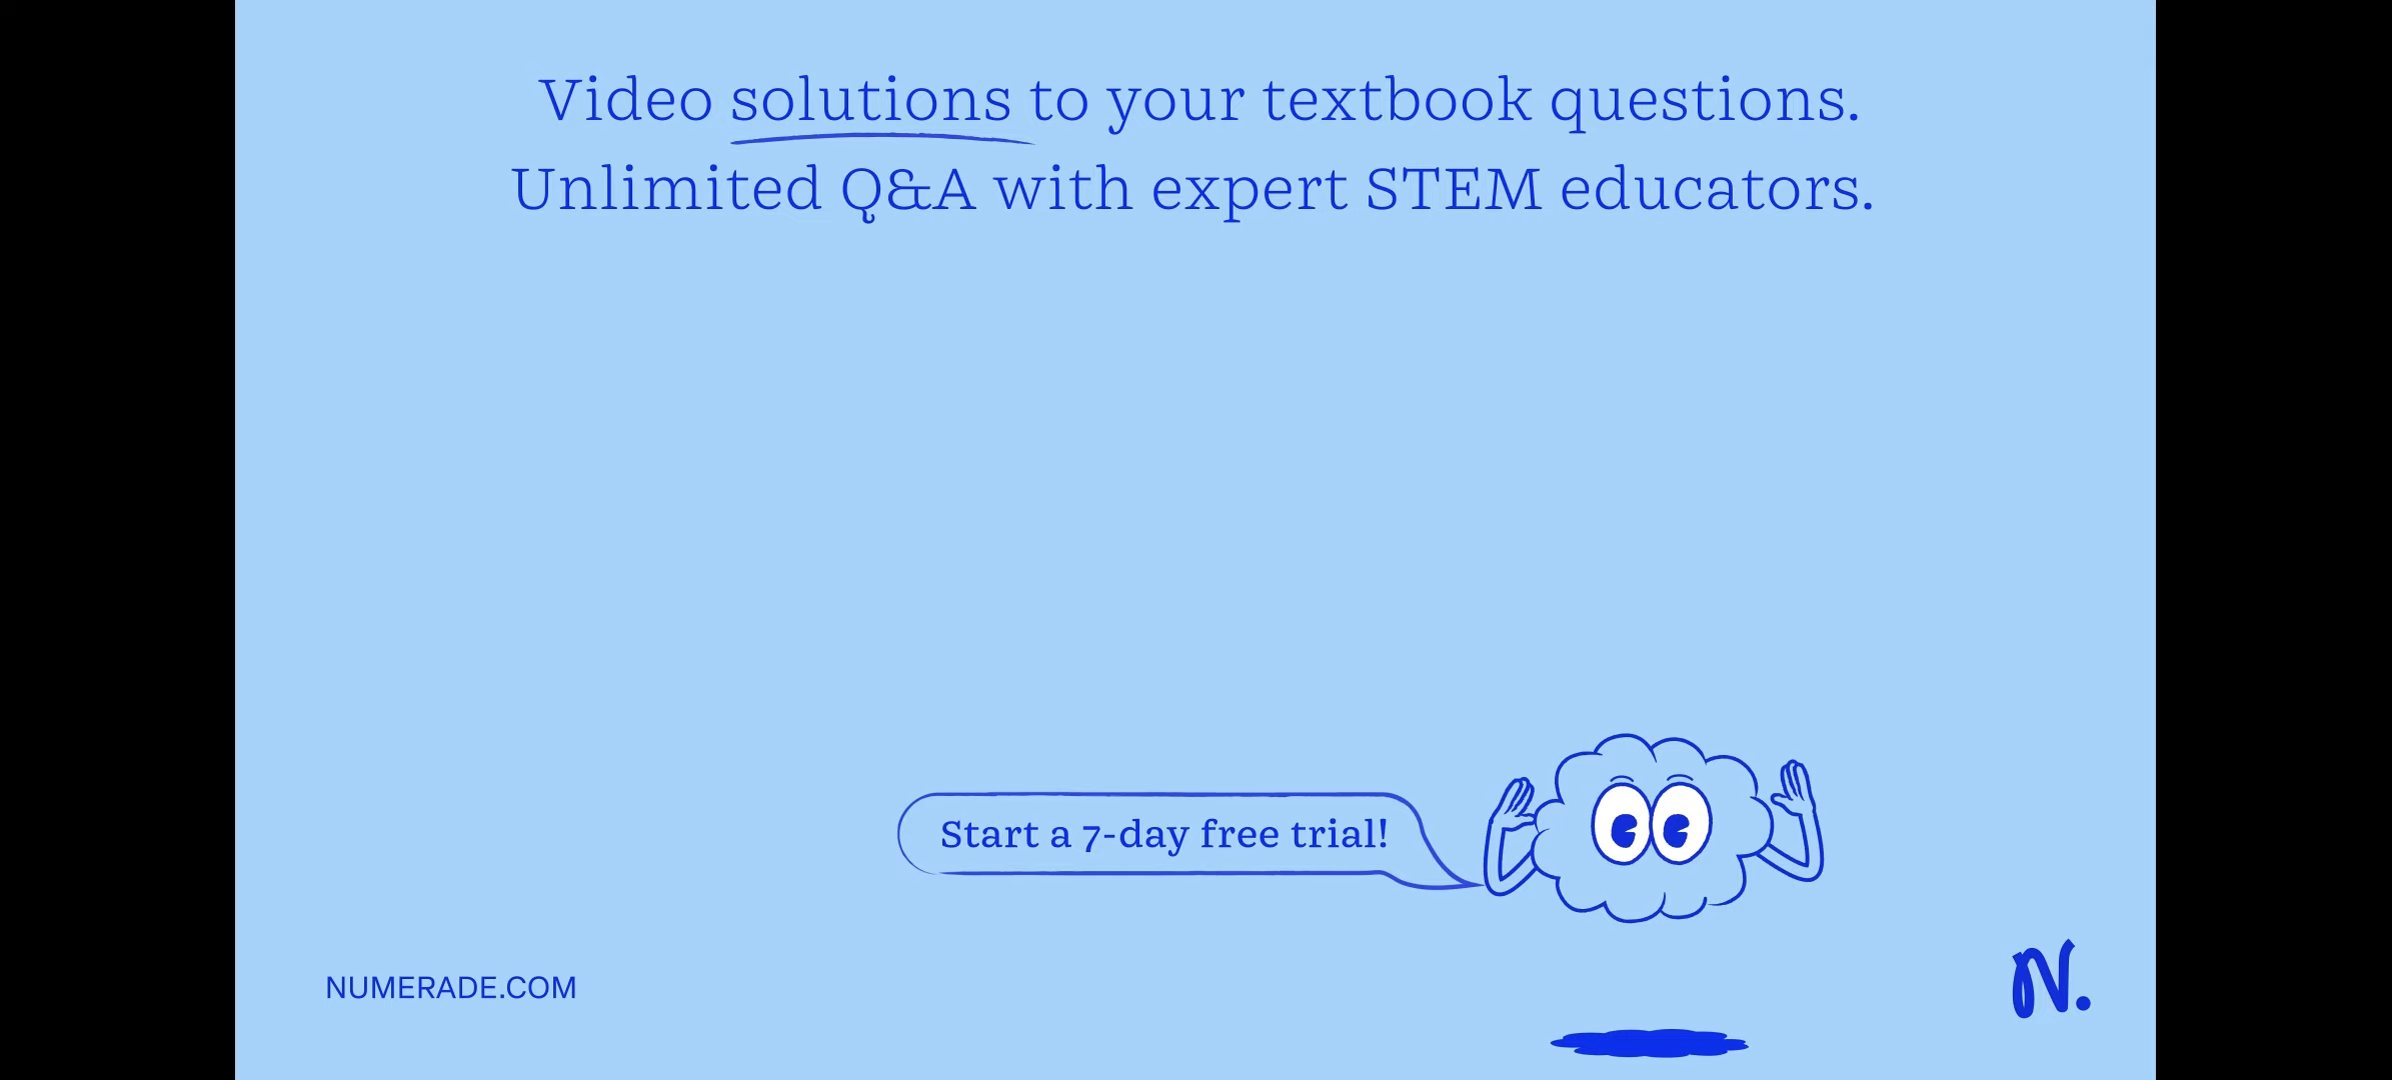 Video solutions to your textbook questions.
Unlimited Q&A with expert STEM educators.
Start a 7-day free trial!
NUMERADE.COM
N.